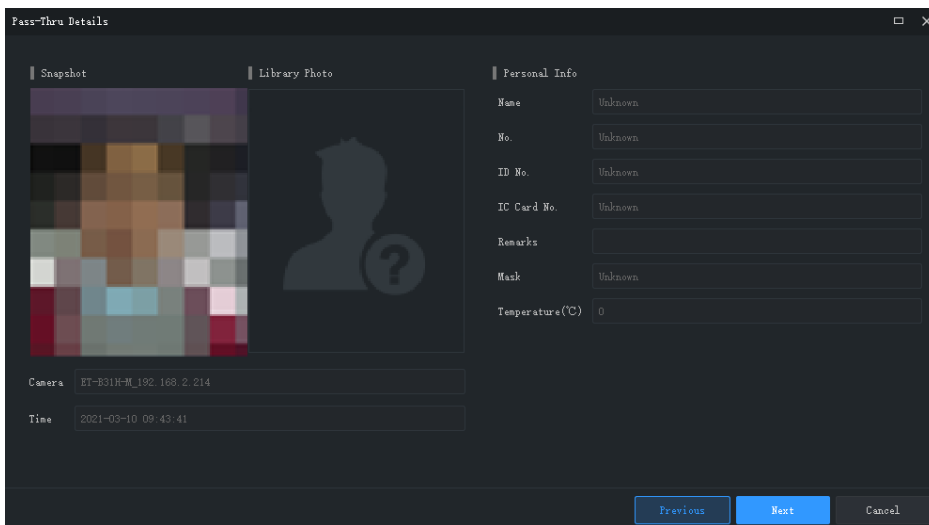 Pass-Thru Details
Snapshot
Library Photo
Personal Info
Name Unknown
No. Unknown
ID No. Unknown
IC Card No. Unknown
Remarks
Mask Unknown
Temperature(℃) 0
?
Camera ET-B31H-M_192.168.2.214
Time 2021-03-10 09:43:41
Previous
Next
Cancel